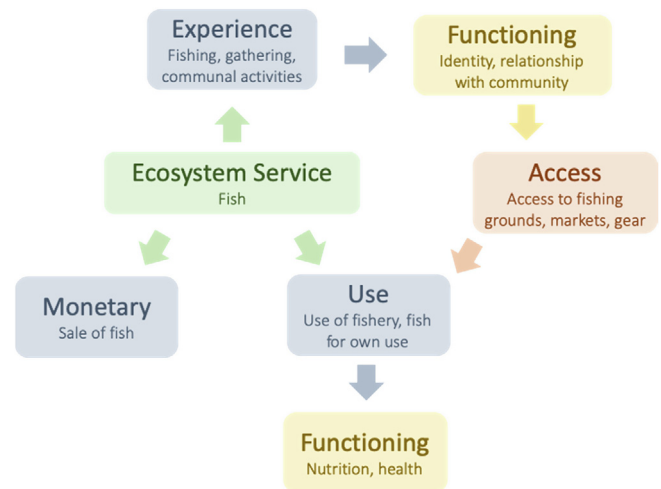 Experience
Fishing, gathering,
communal activities
Functioning
Identity, relationship
with community
Ecosystem Service
Fish
Access
Access to fishing
grounds, markets, gear
Monetary
Sale of fish
Use
Use of fishery, fish
for own use
Functioning
Nutrition, health